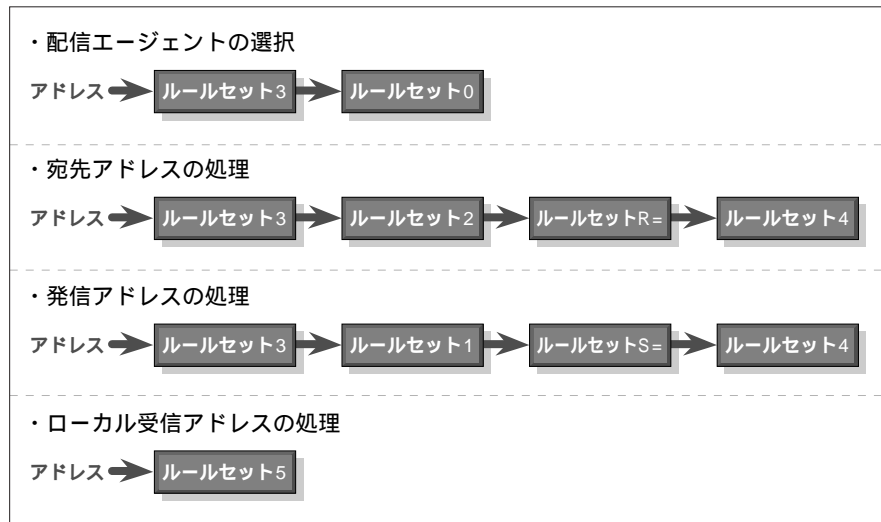 ・配信エージェントの選択
アドレス ルールセット3 ルールセット0
・宛先アドレスの処理
アドレス ルールセット3 ルールセット2 ルールセットR= ルールセット4
・発信アドレスの処理
アドレス ルールセット3 ルールセット1 ルールセットS= ルールセット4
・ローカル受信アドレスの処理
アドレス ルールセット5